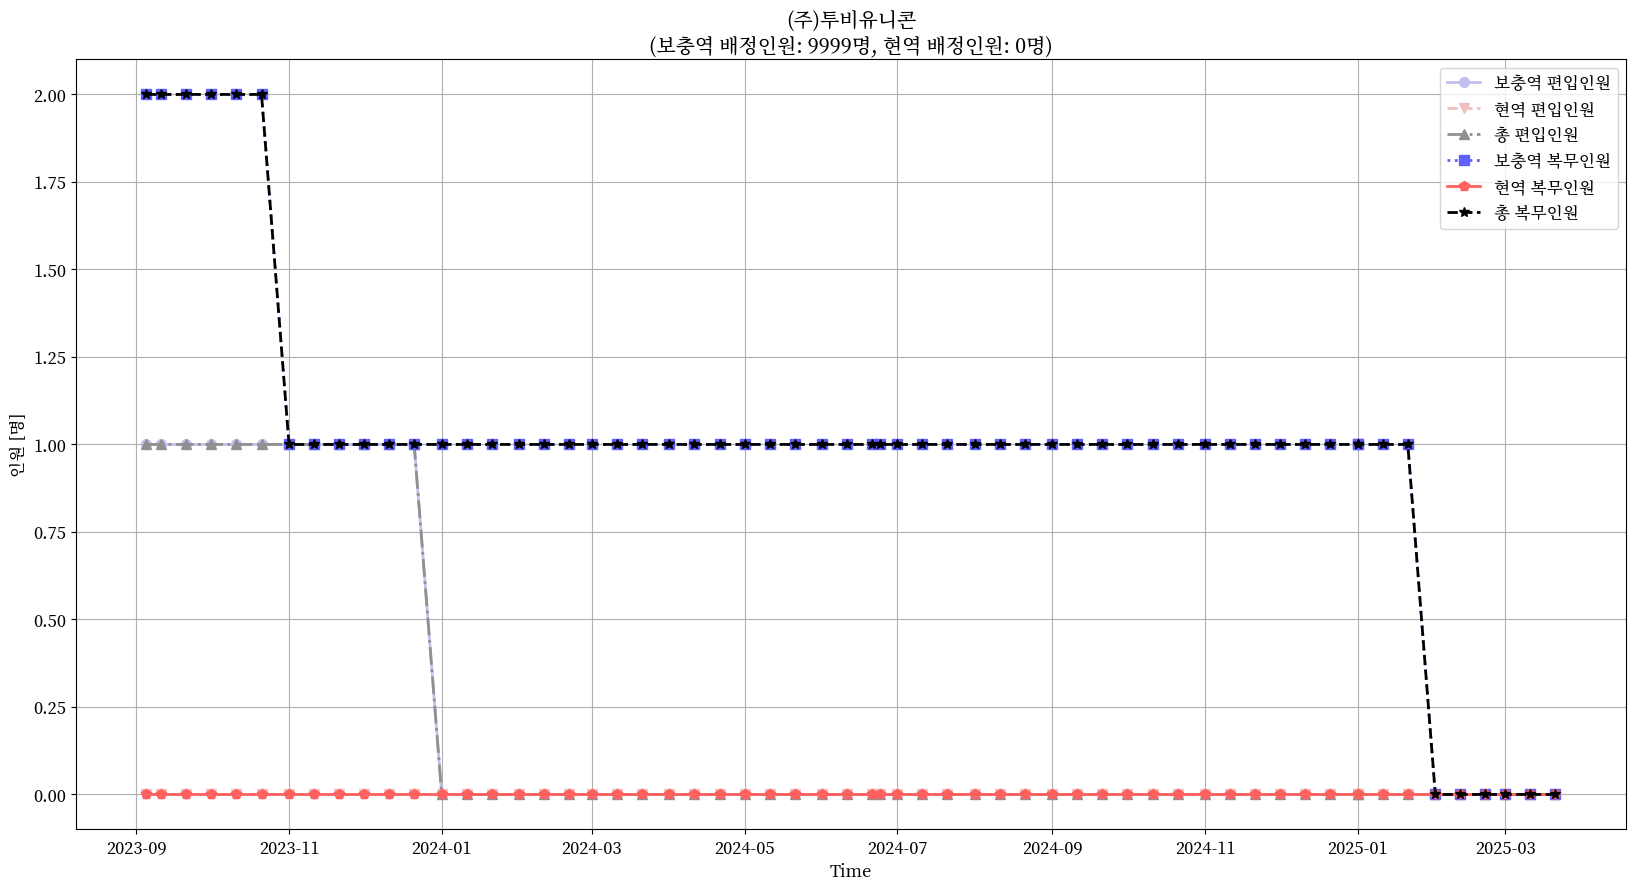 (주)투비유니콘
(보충역 배정인원: 9999명, 현역 배정인원: 0명)
보충역 편입인원
현역 편입인원
총 편입인원
보충역 복무인원
현역 복무인원
총 복무인원
2.00
1.75
1.50
1.25
1.00
0.75
0.50
0.25
0.00
인원 [명]
2023-09 2023-11 2024-01 2024-03 2024-05 2024-07 2024-09 2024-11 2025-01 2025-03
Time